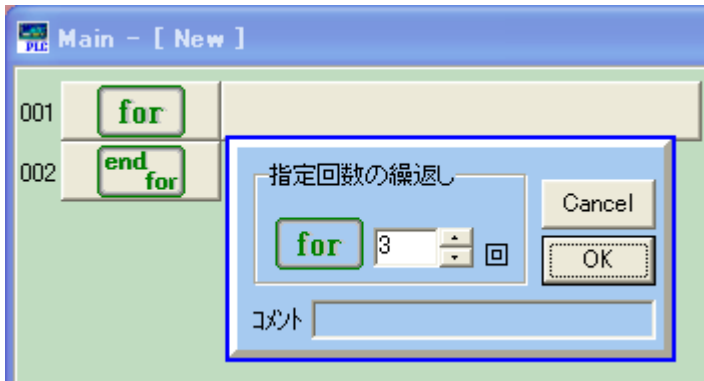 PLC Main - [ New ]
001 for
002 end for
指定回数の繰返し
for 3 回
Cancel
OK
コメント